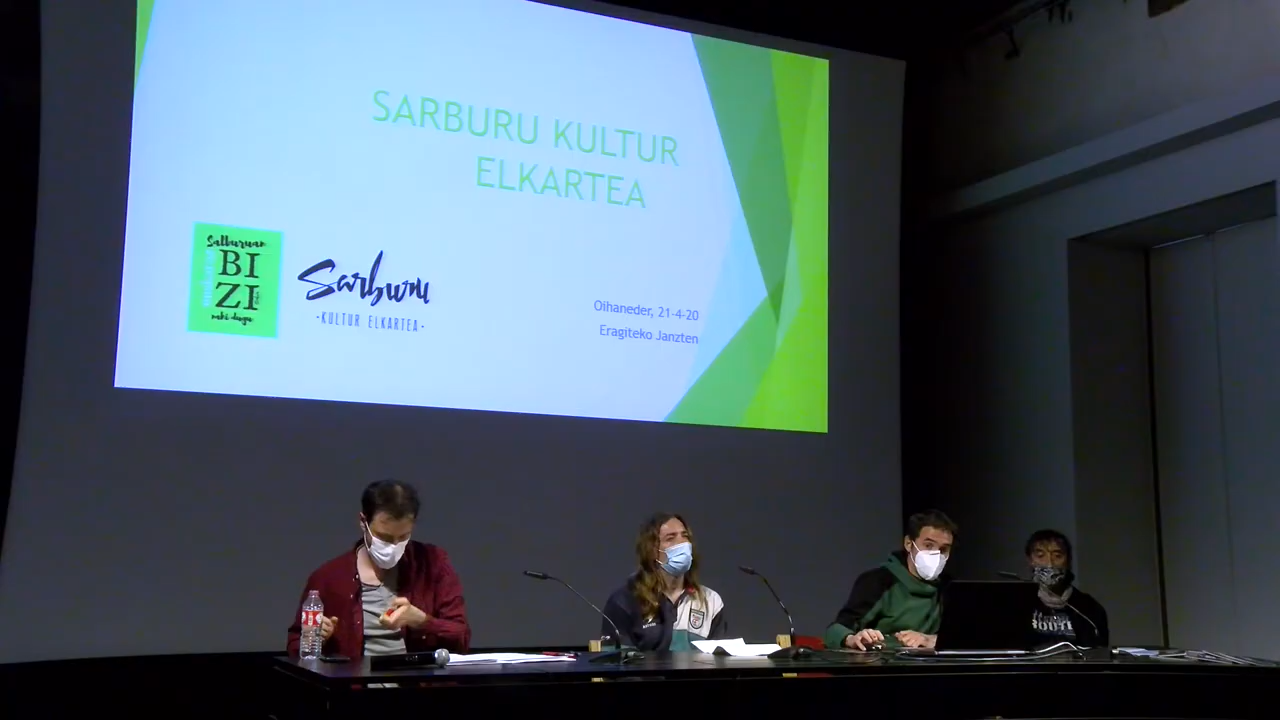 SARBURU KULTUR
ELKARTEA
Salburuan
BI
ZI
nahi dugu
Sarburu
-KULTUR ELKARTEA-
Oihaneder, 21-4-20
Eragiteko Janzten